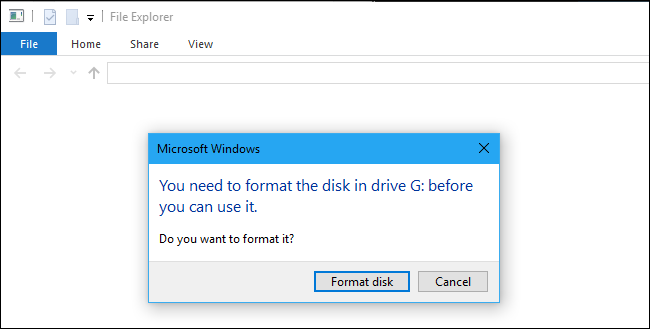 File Explorer
File Home Share View
Microsoft Windows
You need to format the disk in drive G: before
you can use it.
Do you want to format it?
Format disk Cancel